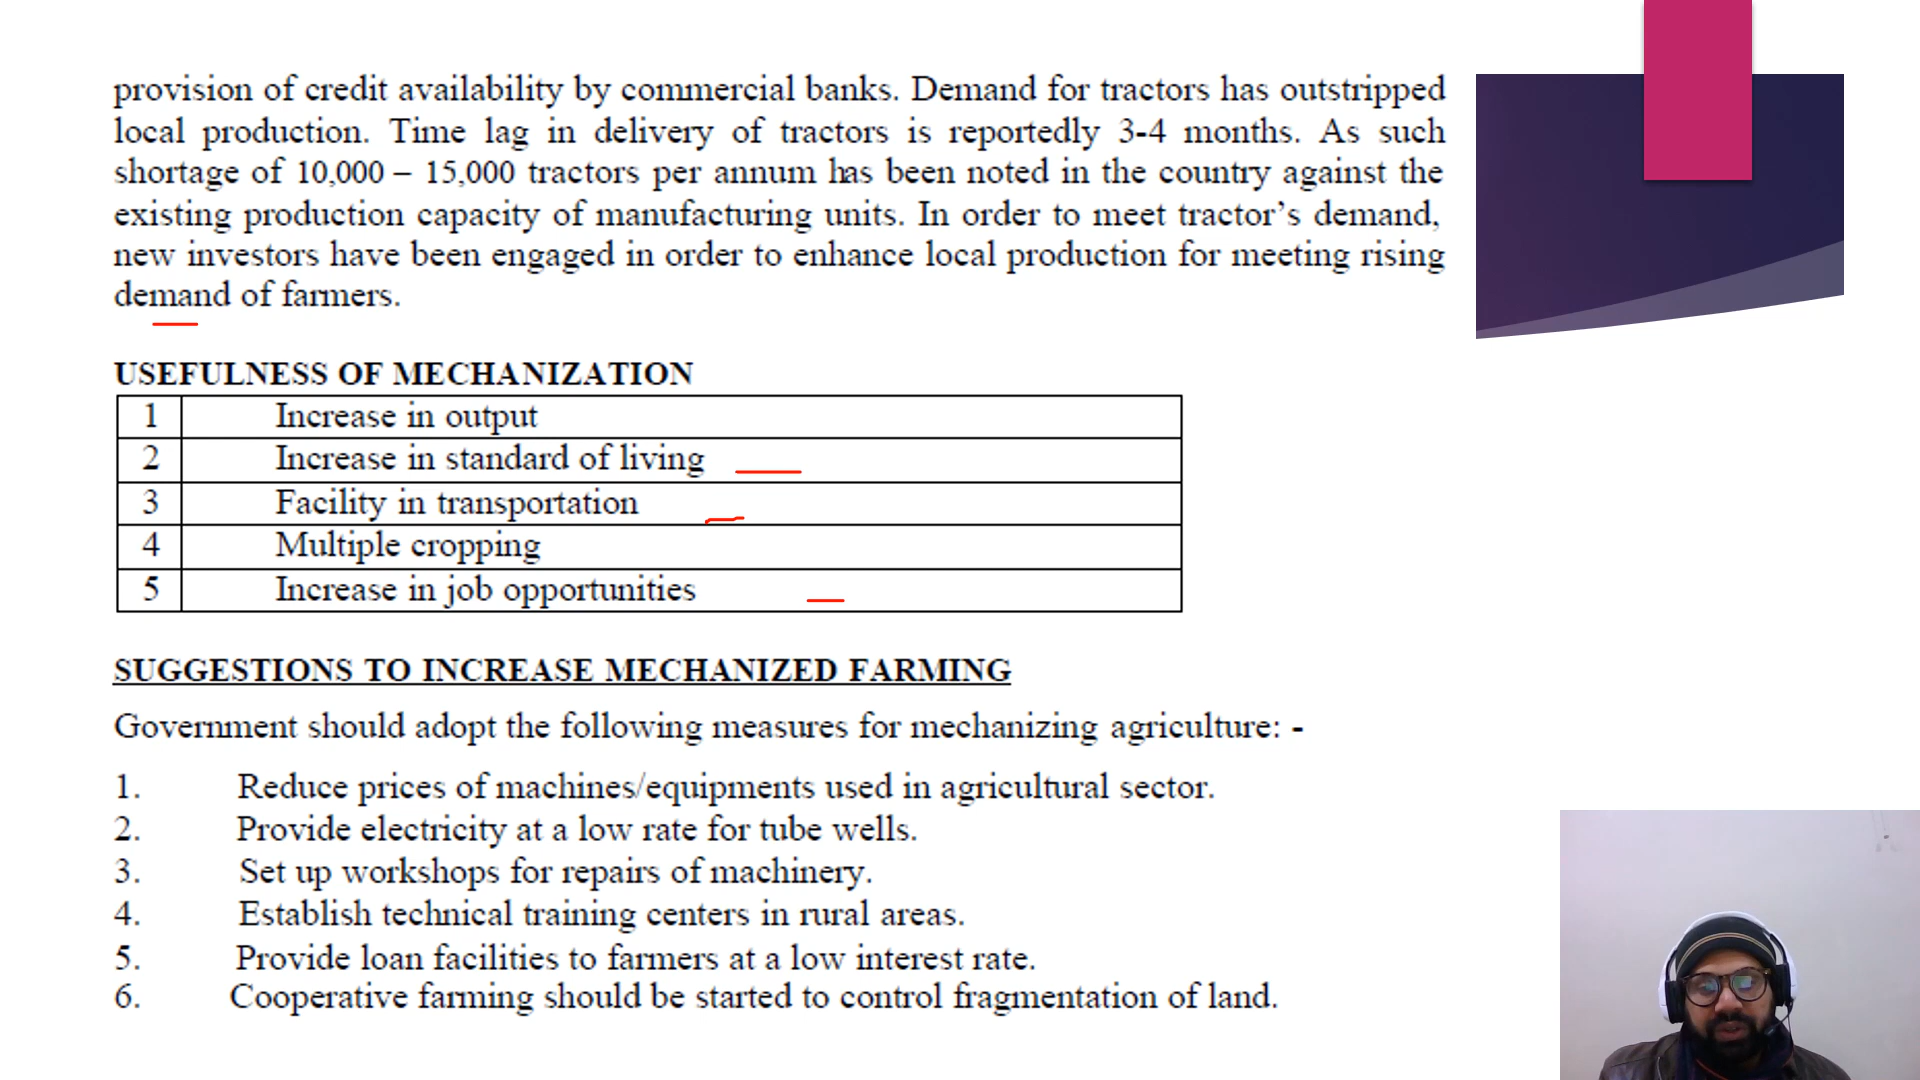 provision of credit availability by commercial banks. Demand for tractors has outstripped
local production. Time lag in delivery of tractors is reportedly 3-4 months. As such
shortage of 10,000 – 15,000 tractors per annum has been noted in the country against the
existing production capacity of manufacturing units. In order to meet tractor's demand,
new investors have been engaged in order to enhance local production for meeting rising
demand of farmers.
USEFULNESS OF MECHANIZATION
1 Increase in output
2 Increase in standard of living
3 Facility in transportation
4 Multiple cropping
5 Increase in job opportunities
SUGGESTIONS TO INCREASE MECHANIZED FARMING
Government should adopt the following measures for mechanizing agriculture: -
1. Reduce prices of machines/equipments used in agricultural sector.
2. Provide electricity at a low rate for tube wells.
3. Set up workshops for repairs of machinery.
4. Establish technical training centers in rural areas.
5. Provide loan facilities to farmers at a low interest rate.
6. Cooperative farming should be started to control fragmentation of land.